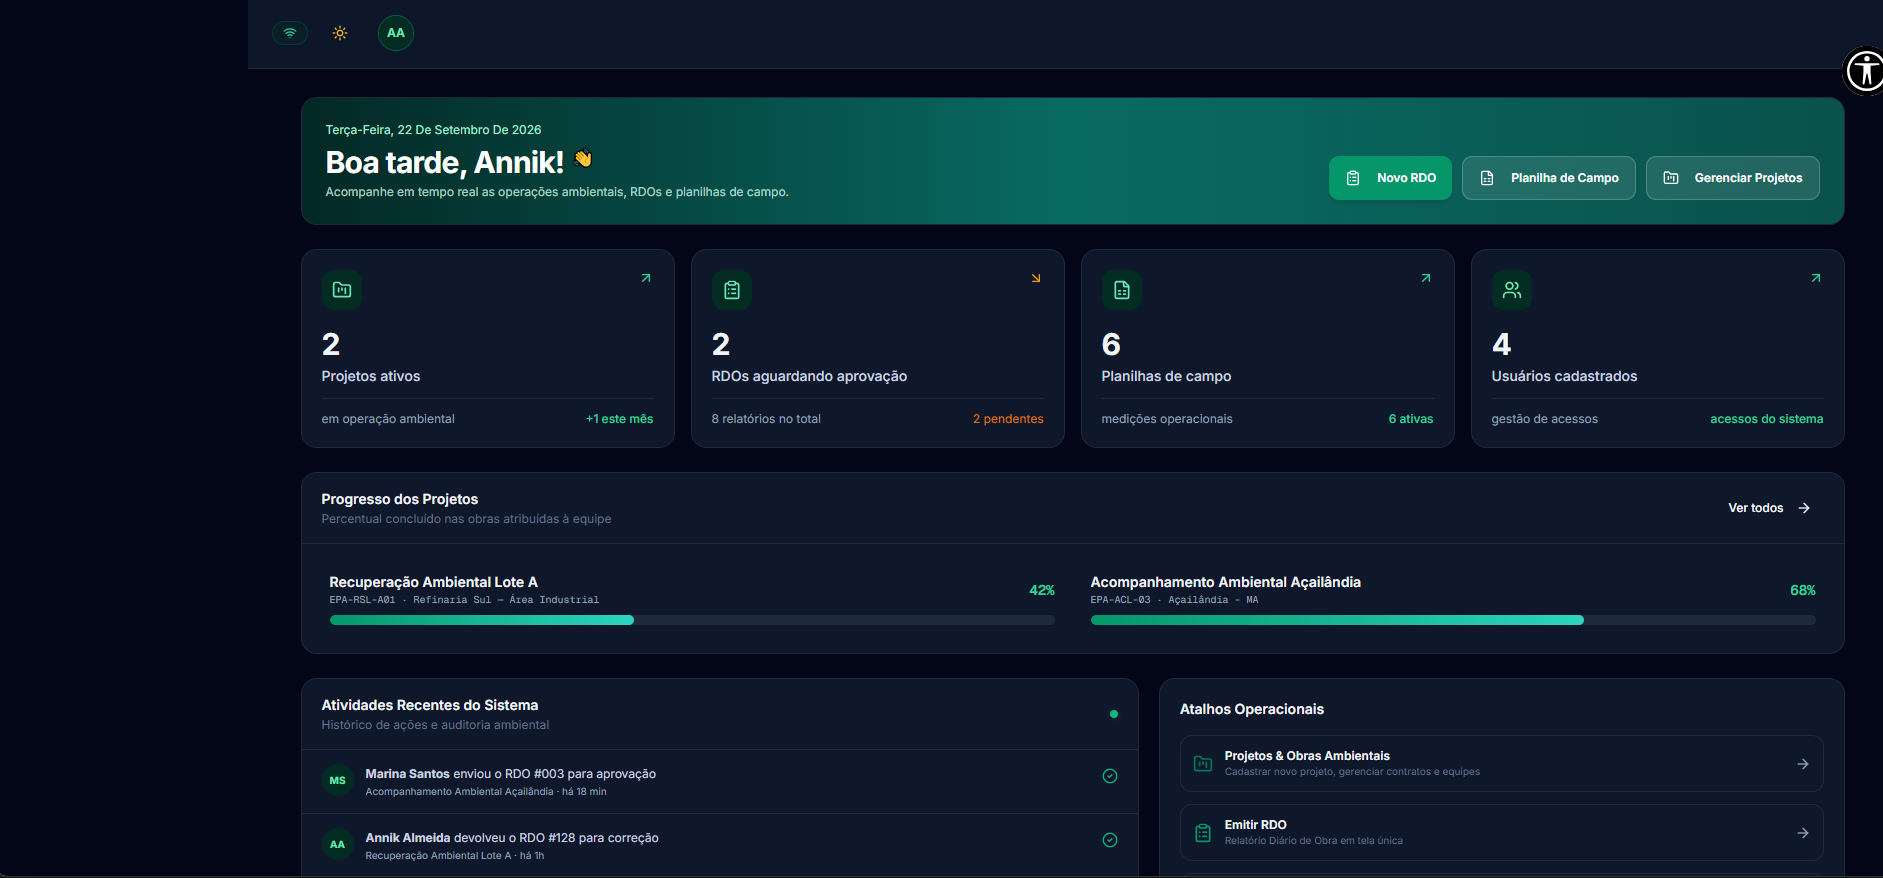 AA
Terça-Feira, 22 De Setembro De 2026
Boa tarde, Annik! 👋
Acompanhe em tempo real as operações ambientais, RDOs e planilhas de campo.
Novo RDO
Planilha de Campo
Gerenciar Projetos
2
Projetos ativos
em operação ambiental
+1 este mês
2
RDOs aguardando aprovação
8 relatórios no total
2 pendentes
6
Planilhas de campo
medições operacionais
6 ativas
4
Usuários cadastrados
gestão de acessos
acessos do sistema
Progresso dos Projetos
Percentual concluído nas obras atribuídas à equipe
Ver todos
Recuperação Ambiental Lote A
EPA-RSL-A01 · Refinaria Sul — Área Industrial
42%
Acompanhamento Ambiental Açailândia
EPA-ACL-03 · Açailândia - MA
68%
Atividades Recentes do Sistema
Histórico de ações e auditoria ambiental
MS
Marina Santos enviou o RDO #003 para aprovação
Acompanhamento Ambiental Açailândia · há 18 min
AA
Annik Almeida devolveu o RDO #128 para correção
Recuperação Ambiental Lote A · há 1h
Atalhos Operacionais
Projetos & Obras Ambientais
Cadastrar novo projeto, gerenciar contratos e equipes
Emitir RDO
Relatório Diário de Obra em tela única